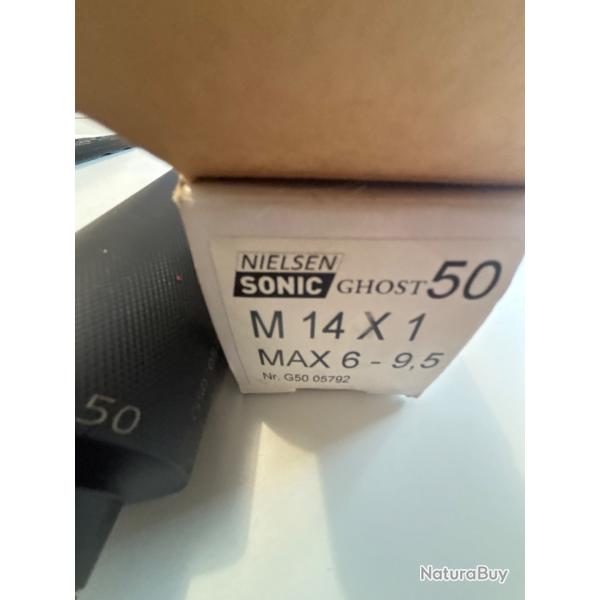 NIELSEN
SONIC GHOST 50
M 14 X 1
MAX 6 - 9,5
Nr. G50 05792
50
NaturaBuy